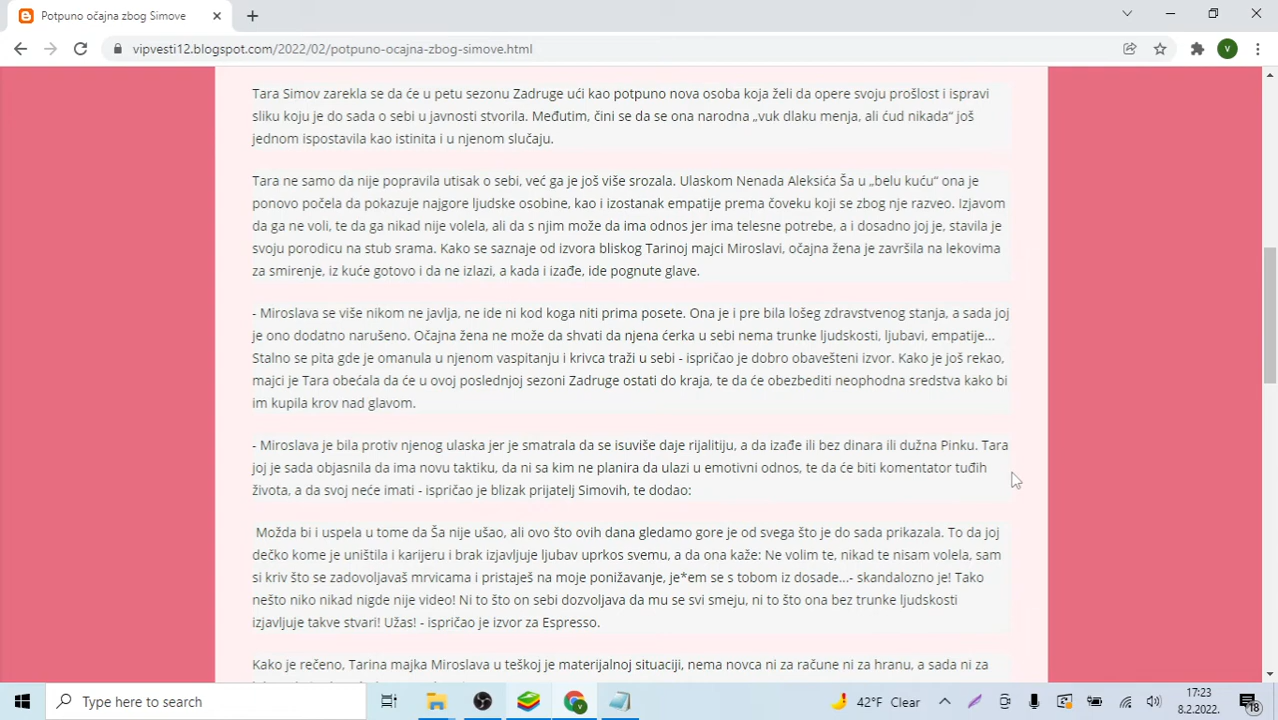 Potpuno očajna zbog Simove
vipvesti12.blogspot.com/2022/02/potpuno-ocajna-zbog-simove.html
V
Tara Simov zarekla se da će u petu sezonu Zadruge ući kao potpuno nova osoba koja želi da opere svoju prošlost i ispravi
sliku koju je do sada o sebi u javnosti stvorila. Međutim, čini se da se ona narodna „vuk dlaku menja, ali ćud nikada“ još
jednom ispostavila kao istinita i u njenom slučaju.
Tara ne samo da nije popravila utisak o sebi, već ga je još više srozala. Ulaskom Nenada Aleksića Ša u „belu kuću“ ona je
ponovo počela da pokazuje najgore ljudske osobine, kao i izostanak empatije prema čoveku koji se zbog nje razveo. Izjavom
da ga ne voli, te da ga nikad nije volela, ali da s njim može da ima odnos jer ima telesne potrebe, a i dosadno joj je, stavila je
svoju porodicu na stub srama. Kako se saznaje od izvora bliskog Tarinoj majci Miroslavi, očajna žena je završila na lekovima
za smirenje, iz kuće gotovo i da ne izlazi, a kada i izađe, ide pognute glave.
- Miroslava se više nikom ne javlja, ne ide ni kod koga niti prima posete. Ona je i pre bila lošeg zdravstvenog stanja, a sada joj
je ono dodatno narušeno. Očajna žena ne može da shvati da njena ćerka u sebi nema trunke ljudskosti, ljubavi, empatije...
Stalno se pita gde je omanula u njenom vaspitanju i krivca traži u sebi - ispričao je dobro obavešteni izvor. Kako je još rekao,
majci je Tara obećala da će u ovoj poslednjoj sezoni Zadruge ostati do kraja, te da će obezbediti neophodna sredstva kako bi
im kupila krov nad glavom.
- Miroslava je bila protiv njenog ulaska jer je smatrala da se isuviše daje rijalitiju, a da izađe ili bez dinara ili dužna Pinku. Tara
joj je sada objasnila da ima novu taktiku, da ni sa kim ne planira da ulazi u emotivni odnos, te da će biti komentator tuđih
života, a da svoj neće imati - ispričao je blizak prijatelj Simovih, te dodao:
Možda bi i uspela u tome da Ša nije ušao, ali ovo što ovih dana gledamo gore je od svega što je do sada prikazala. To da joj
dečko kome je uništila i karijeru i brak izjavljuje ljubav uprkos svemu, a da ona kaže: Ne volim te, nikad te nisam volela, sam
si kriv što se zadovoljavaš mrvicama i pristaješ na moje ponižavanje, je*em se s tobom iz dosade...- skandalozno je! Tako
nešto niko nikad nigde nije video! Ni to što on sebi dozvoljava da mu se svi smeju, ni to što ona bez trunke ljudskosti
izjavljuje takve stvari! Užas! - ispričao je izvor za Espresso.
Kako je rečeno, Tarina majka Miroslava u teškoj je materijalnoj situaciji, nema novca ni za račune ni za hranu, a sada ni za
Type here to search
42°F Clear
17:23
8.2.2022.
18